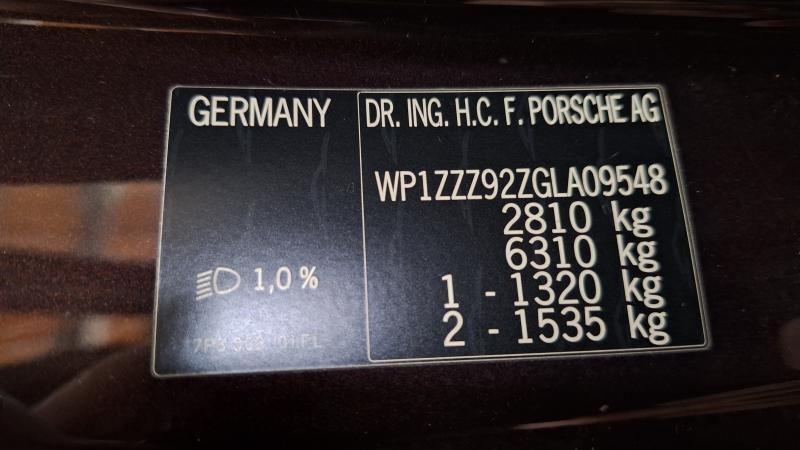 GERMANY
DR. ING. H.C. F. PORSCHE AG
WP1ZZZ92ZGLA09548
2810 kg
6310 kg
1 - 1320 kg
2 - 1535 kg
1,0 %